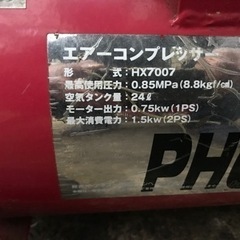 エアーコンプレッサー
形　　式：HX7007
最高使用圧力：0.85MPa(8.8kgf/c㎡)
空気タンク量：24ℓ
モーター出力：0.75kw(1PS)
最大消費電力：1.5kw(2PS)